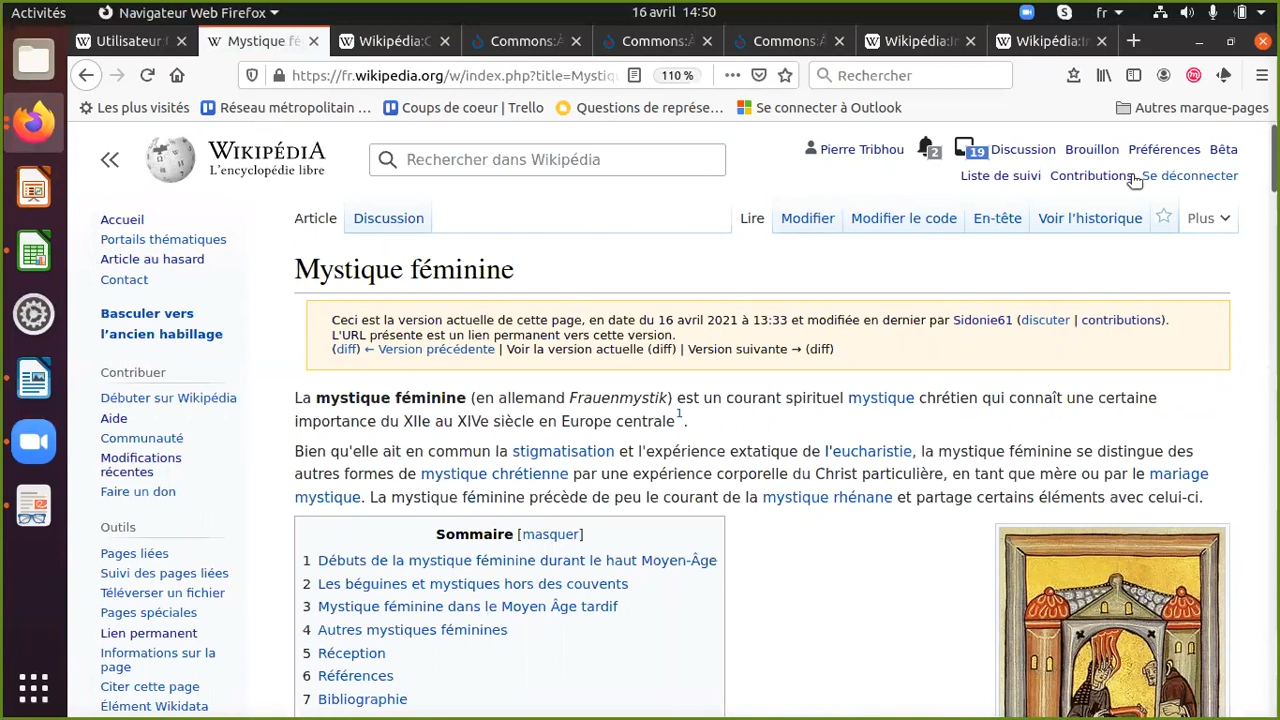 Activités
Navigateur Web Firefox
16 avril 14:50
fr
Utilisateur
Mystique fé
Wikipédia:C
Commons:À
Commons:À
Commons:À
Wikipédia:In
Wikipédia:In
https://fr.wikipedia.org/w/index.php?title=Mystiq
110 %
Rechercher
Les plus visités
Réseau métropolitain …
Coups de coeur | Trello
Questions de représe…
Se connecter à Outlook
Autres marque-pages
WIKIPÉDIA
L'encyclopédie libre
Rechercher dans Wikipédia
Pierre Tribhou
2
19
Discussion
Brouillon
Préférences
Bêta
Liste de suivi
Contributions
Se déconnecter
Article
Discussion
Lire
Modifier
Modifier le code
En-tête
Voir l'historique
Plus
Accueil
Portails thématiques
Article au hasard
Contact
Basculer vers
l'ancien habillage
Contribuer
Débuter sur Wikipédia
Aide
Communauté
Modifications
récentes
Faire un don
Outils
Pages liées
Suivi des pages liées
Téléverser un fichier
Pages spéciales
Lien permanent
Informations sur la
page
Citer cette page
Élément Wikidata
Mystique féminine
Ceci est la version actuelle de cette page, en date du 16 avril 2021 à 13:33 et modifiée en dernier par Sidonie61 (discuter | contributions).
L'URL présente est un lien permanent vers cette version.
(diff) ← Version précédente | Voir la version actuelle (diff) | Version suivante → (diff)
La mystique féminine (en allemand Frauenmystik) est un courant spirituel mystique chrétien qui connaît une certaine
importance du XIIe au XIVe siècle en Europe centrale1.
Bien qu'elle ait en commun la stigmatisation et l'expérience extatique de l'eucharistie, la mystique féminine se distingue des
autres formes de mystique chrétienne par une expérience corporelle du Christ particulière, en tant que mère ou par le mariage
mystique. La mystique féminine précède de peu le courant de la mystique rhénane et partage certains éléments avec celui-ci.
Sommaire [masquer]
1 Débuts de la mystique féminine durant le haut Moyen-Âge
2 Les béguines et mystiques hors des couvents
3 Mystique féminine dans le Moyen Âge tardif
4 Autres mystiques féminines
5 Réception
6 Références
7 Bibliographie